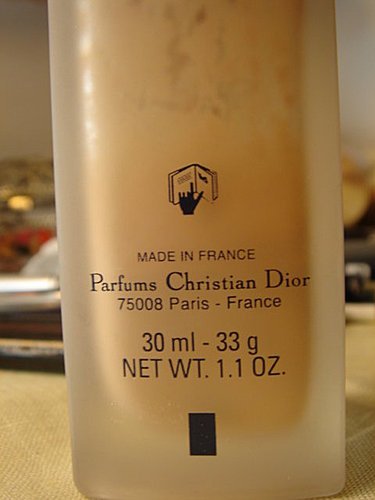 MADE IN FRANCE
Parfums Christian Dior
75008 Paris - France
30 ml - 33 g
NET WT. 1.1 OZ.